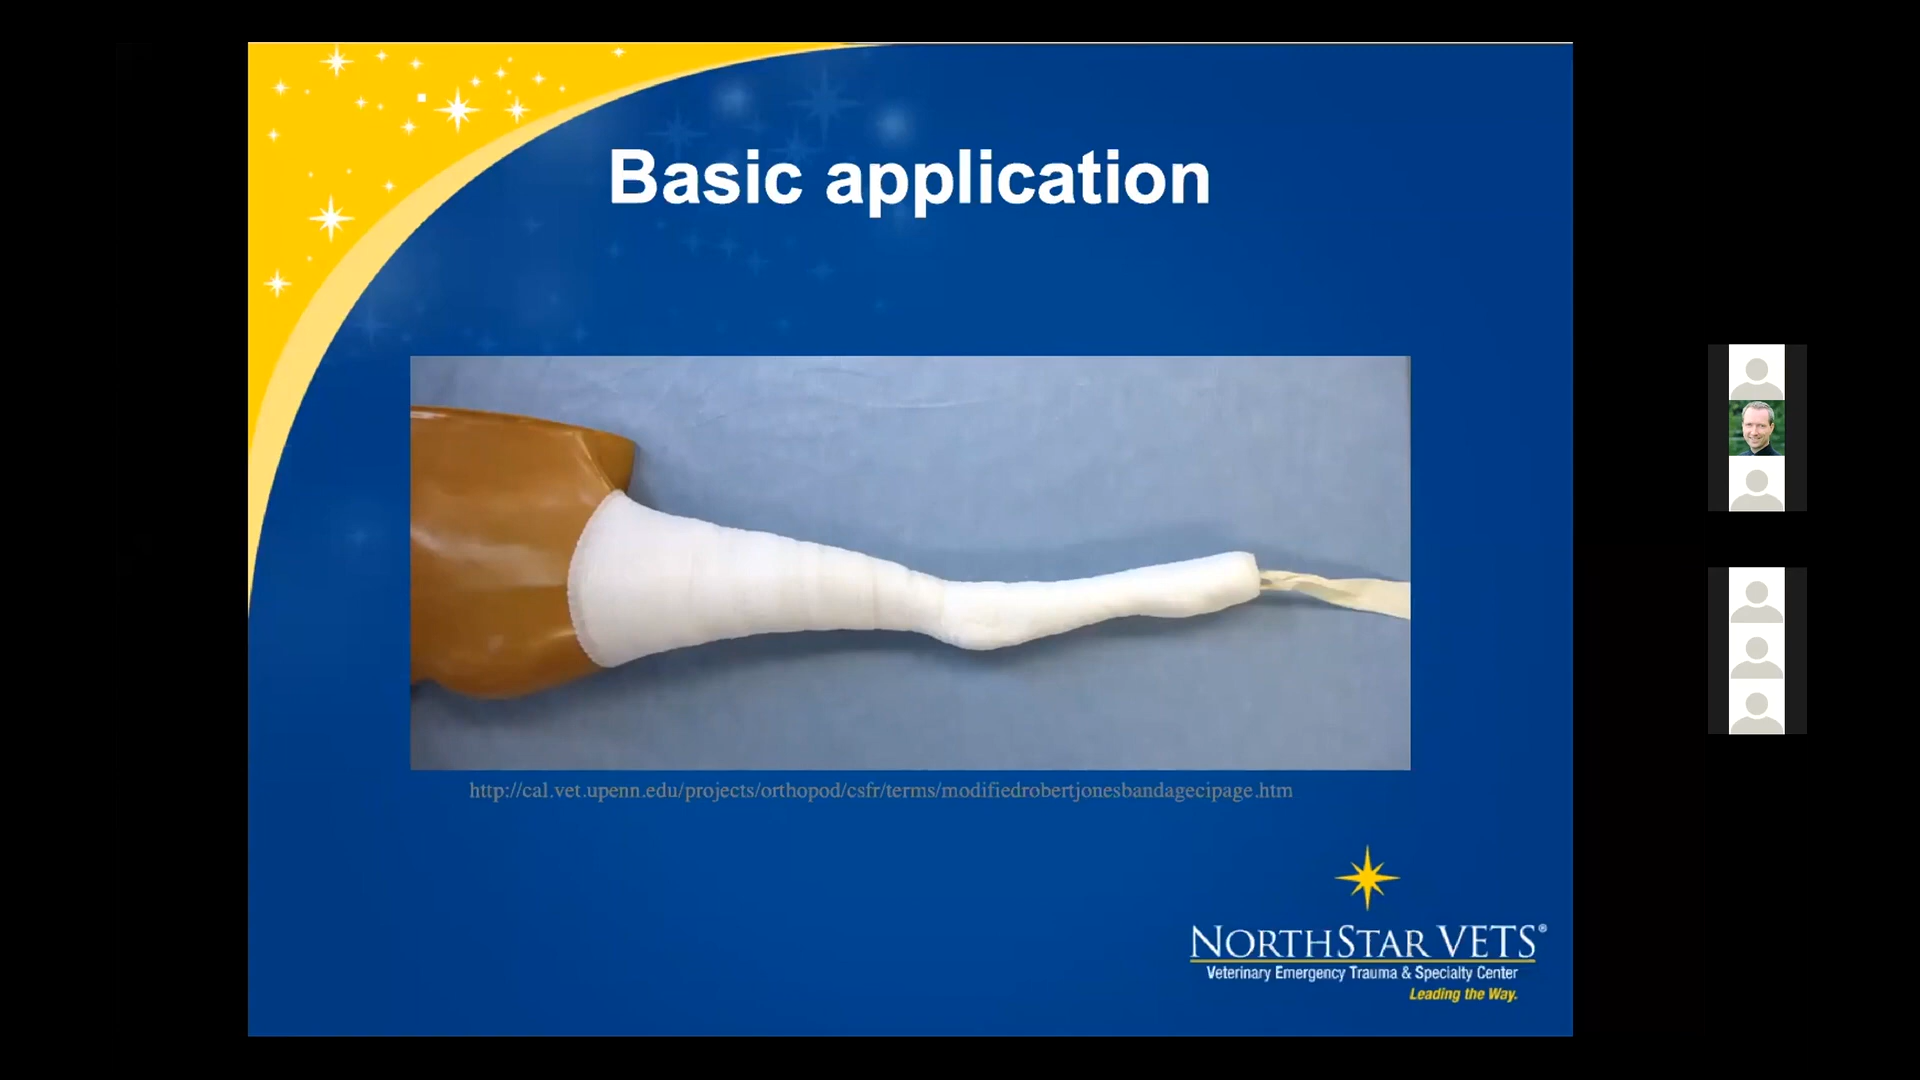 Basic application
http://cal.vet.upenn.edu/projects/orthopod/csfr/terms/modifiedrobertjonesbandagecipage.htm
NORTHSTAR VETS®
Veterinary Emergency Trauma & Specialty Center
Leading the Way.